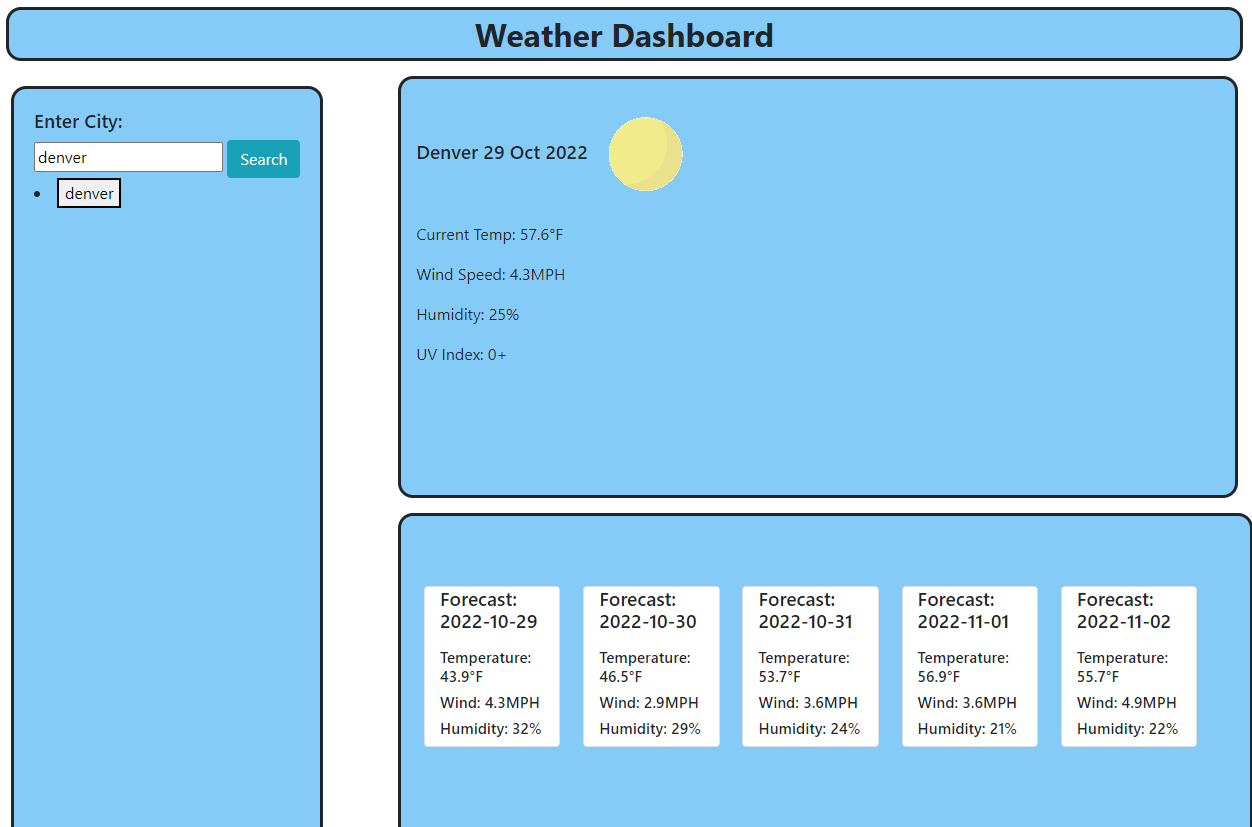 Weather Dashboard
Enter City:
denver
Search
denver
Denver 29 Oct 2022
Current Temp: 57.6°F
Wind Speed: 4.3MPH
Humidity: 25%
UV Index: 0+
Forecast:
2022-10-29
Temperature:
43.9°F
Wind: 4.3MPH
Humidity: 32%
Forecast:
2022-10-30
Temperature:
46.5°F
Wind: 2.9MPH
Humidity: 29%
Forecast:
2022-10-31
Temperature:
53.7°F
Wind: 3.6MPH
Humidity: 24%
Forecast:
2022-11-01
Temperature:
56.9°F
Wind: 3.6MPH
Humidity: 21%
Forecast:
2022-11-02
Temperature:
55.7°F
Wind: 4.9MPH
Humidity: 22%